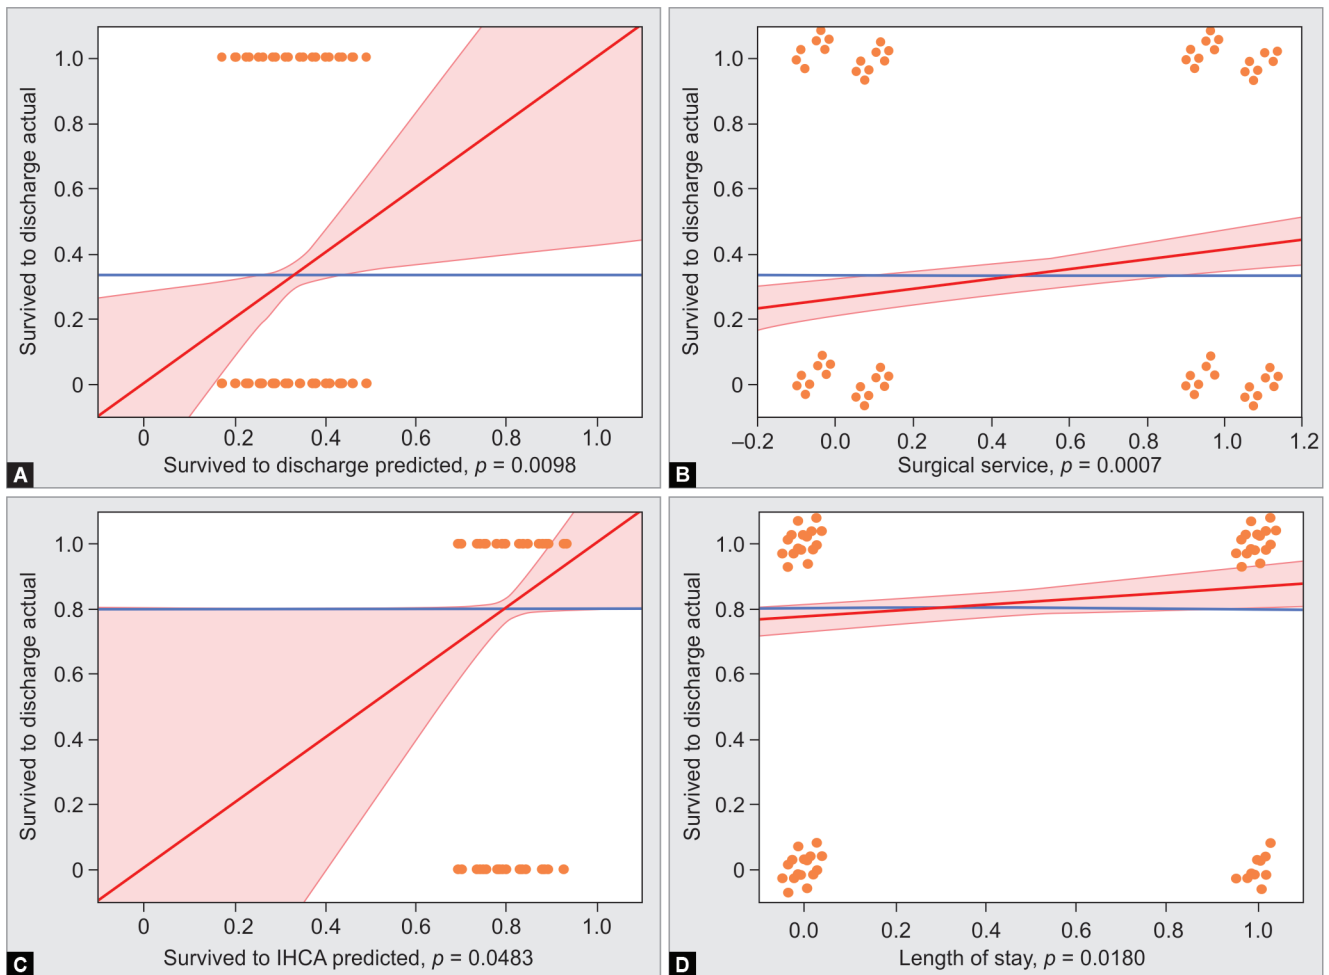 Survived to discharge actual
1.0
0.8
0.6
0.4
0.2
0
0 0.2 0.4 0.6 0.8 1.0
Survived to discharge predicted, p = 0.0098
A
Survived to discharge actual
1.0
0.8
0.6
0.4
0.2
0
–0.2 0.0 0.2 0.4 0.6 0.8 1.0 1.2
Surgical service, p = 0.0007
B
Survived to discharge actual
1.0
0.8
0.6
0.4
0.2
0
0 0.2 0.4 0.6 0.8 1.0
Survived to IHCA predicted, p = 0.0483
C
Survived to discharge actual
1.0
0.8
0.6
0.4
0.2
0
0.0 0.2 0.4 0.6 0.8 1.0
Length of stay, p = 0.0180
D